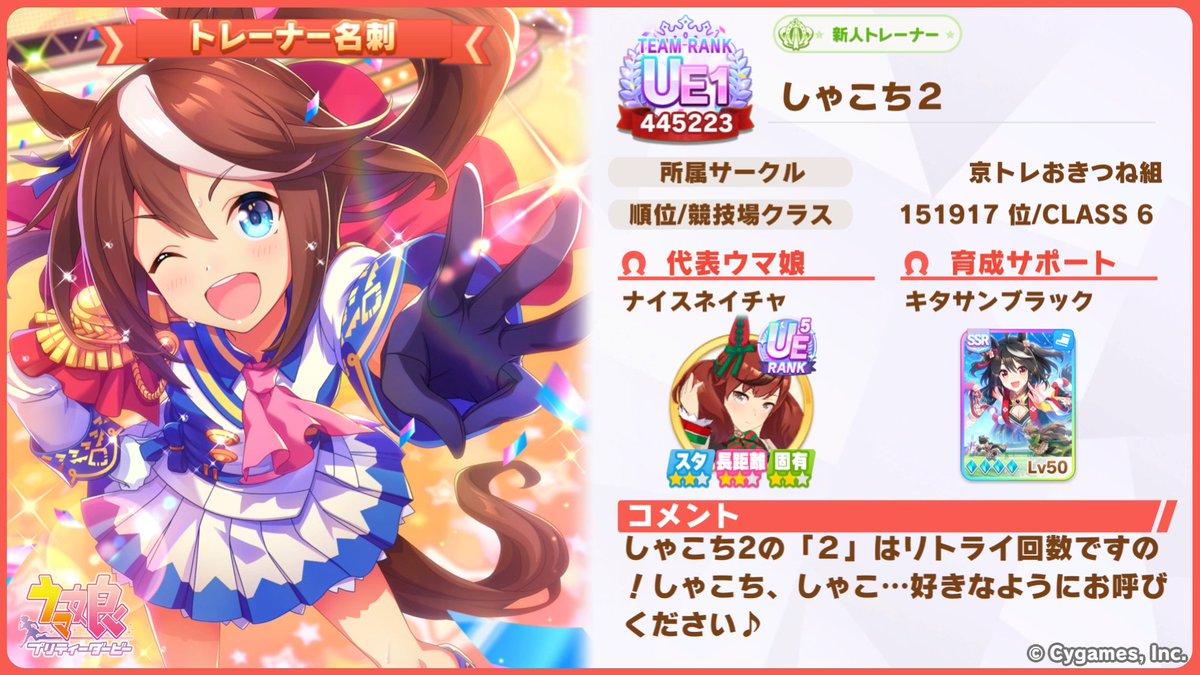 トレーナー名刺
TEAM RANK
UE1
445223
新人トレーナー
しゃこち2
所属サークル
京トレおきつね組
順位/競技場クラス
151917 位/CLASS 6
代表ウマ娘
育成サポート
ナイスネイチャ
キタサンブラック
UE5
RANK
スタ
長距離
固有
SSR
Lv50
コメント
しゃこち2の「2」はリトライ回数ですの
!しゃこち、しゃこ…好きなようにお呼び
ください♪
ウマ娘
プリティーダービー
© Cygames, Inc.